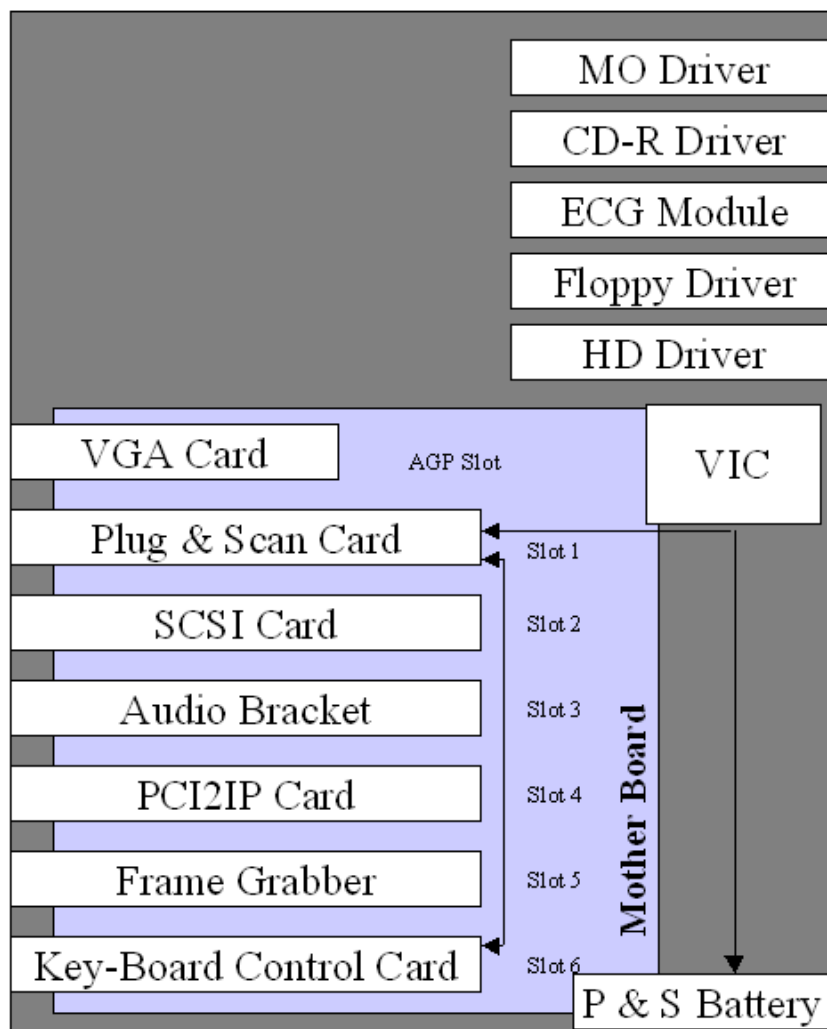 MO Driver
CD-R Driver
ECG Module
Floppy Driver
HD Driver
VGA Card
AGP Slot
VIC
Plug & Scan Card
Slot 1
SCSI Card
Slot 2
Audio Bracket
Slot 3
PCI2IP Card
Slot 4
Frame Grabber
Slot 5
Key-Board Control Card
Slot 6
Mother Board
P & S Battery